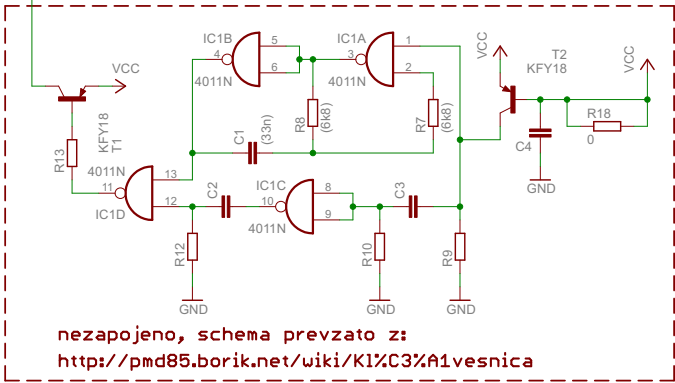 IC1B
4
5
6
4011N
IC1A
3
1
2
4011N
VCC
T2
KFY18
VCC
VCC
KFY18
T1
R13
C1
(33n)
R8
(6k8)
R7
(6k8)
C4
R18
0
GND
4011N
11
13
12
IC1D
C2
IC1C
10
8
9
4011N
C3
R12
R10
R9
GND
GND
GND
nezapojeno, schema prevzato z:
http://pmd85.borik.net/wiki/Kl%C3%A1vesnica